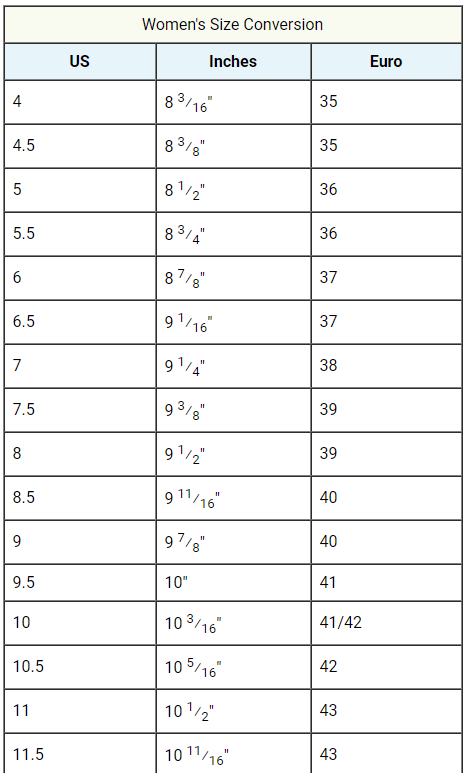 Women's Size Conversion
US Inches Euro
4 8 3⁄16" 35
4.5 8 3⁄8" 35
5 8 1⁄2" 36
5.5 8 3⁄4" 36
6 8 7⁄8" 37
6.5 9 1⁄16" 37
7 9 1⁄4" 38
7.5 9 3⁄8" 39
8 9 1⁄2" 39
8.5 9 11⁄16" 40
9 9 7⁄8" 40
9.5 10" 41
10 10 3⁄16" 41/42
10.5 10 5⁄16" 42
11 10 1⁄2" 43
11.5 10 11⁄16" 43